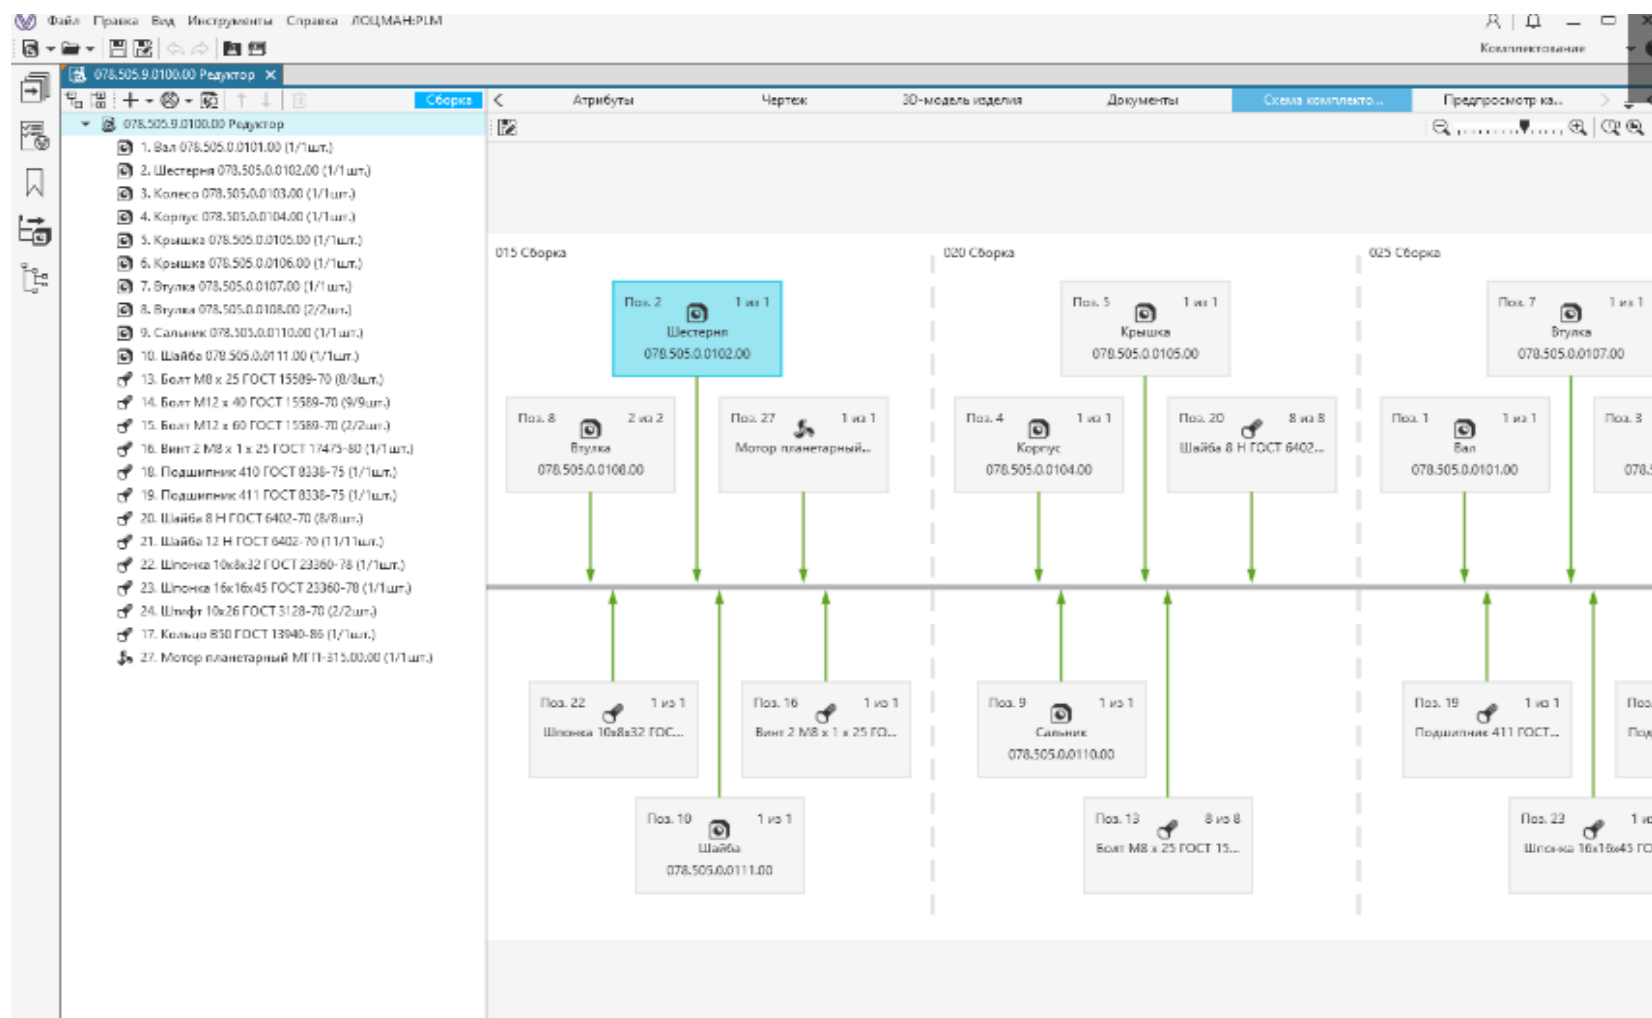 Файл Правка Вид Инструменты Справка ЛОЦМАН:PLM
Комплектование
078.505.9.0100.00 Редуктор
Сборка
Атрибуты Чертеж 3D-модель изделия Документы Схема комплекто... Предпросмотр ка...
078.505.9.0100.00 Редуктор
1. Вал 078.505.0.0101.00 (1/1шт.)
2. Шестерня 078.505.0.0102.00 (1/1шт.)
3. Колесо 078.505.0.0103.00 (1/1шт.)
4. Корпус 078.505.0.0104.00 (1/1шт.)
5. Крышка 078.505.0.0105.00 (1/1шт.)
6. Крышка 078.505.0.0106.00 (1/1шт.)
7. Втулка 078.505.0.0107.00 (1/1шт.)
8. Втулка 078.505.0.0108.00 (2/2шт.)
9. Сальник 078.505.0.0110.00 (1/1шт.)
10. Шайба 078.505.0.0111.00 (1/1шт.)
13. Болт М8 x 25 ГОСТ 15589-70 (8/8шт.)
14. Болт М12 x 40 ГОСТ 15589-70 (9/9шт.)
15. Болт М12 x 60 ГОСТ 15589-70 (2/2шт.)
16. Винт 2 М8 x 1 x 25 ГОСТ 17475-80 (1/1шт.)
18. Подшипник 410 ГОСТ 8338-75 (1/1шт.)
19. Подшипник 411 ГОСТ 8338-75 (1/1шт.)
20. Шайба 8 Н ГОСТ 6402-70 (8/8шт.)
21. Шайба 12 Н ГОСТ 6402-70 (11/11шт.)
22. Шпонка 10x8x32 ГОСТ 23360-78 (1/1шт.)
23. Шпонка 16x16x45 ГОСТ 23360-78 (1/1шт.)
24. Штифт 10x26 ГОСТ 3128-70 (2/2шт.)
17. Кольцо В50 ГОСТ 13940-86 (1/1шт.)
27. Мотор планетарный МГП-315.00.00 (1/1шт.)
015 Сборка
Поз. 2 1 из 1
Шестерня
078.505.0.0102.00
Поз. 8 2 из 2
Втулка
078.505.0.0108.00
Поз. 27 1 из 1
Мотор планетарный...
Поз. 22 1 из 1
Шпонка 10x8x32 ГОС...
Поз. 16 1 из 1
Винт 2 М8 x 1 x 25 ГО...
Поз. 10 1 из 1
Шайба
078.505.0.0111.00
020 Сборка
Поз. 5 1 из 1
Крышка
078.505.0.0105.00
Поз. 4 1 из 1
Корпус
078.505.0.0104.00
Поз. 20 8 из 8
Шайба 8 Н ГОСТ 6402...
Поз. 9 1 из 1
Сальник
078.505.0.0110.00
Поз. 13 8 из 8
Болт М8 x 25 ГОСТ 15...
025 Сборка
Поз. 7 1 из 1
Втулка
078.505.0.0107.00
Поз. 1 1 из 1
Вал
078.505.0.0101.00
Поз. 3
078.5
Поз. 19 1 из 1
Подшипник 411 ГОСТ...
Поз.
Под
Поз. 23 1 из
Шпонка 16x16x45 ГО